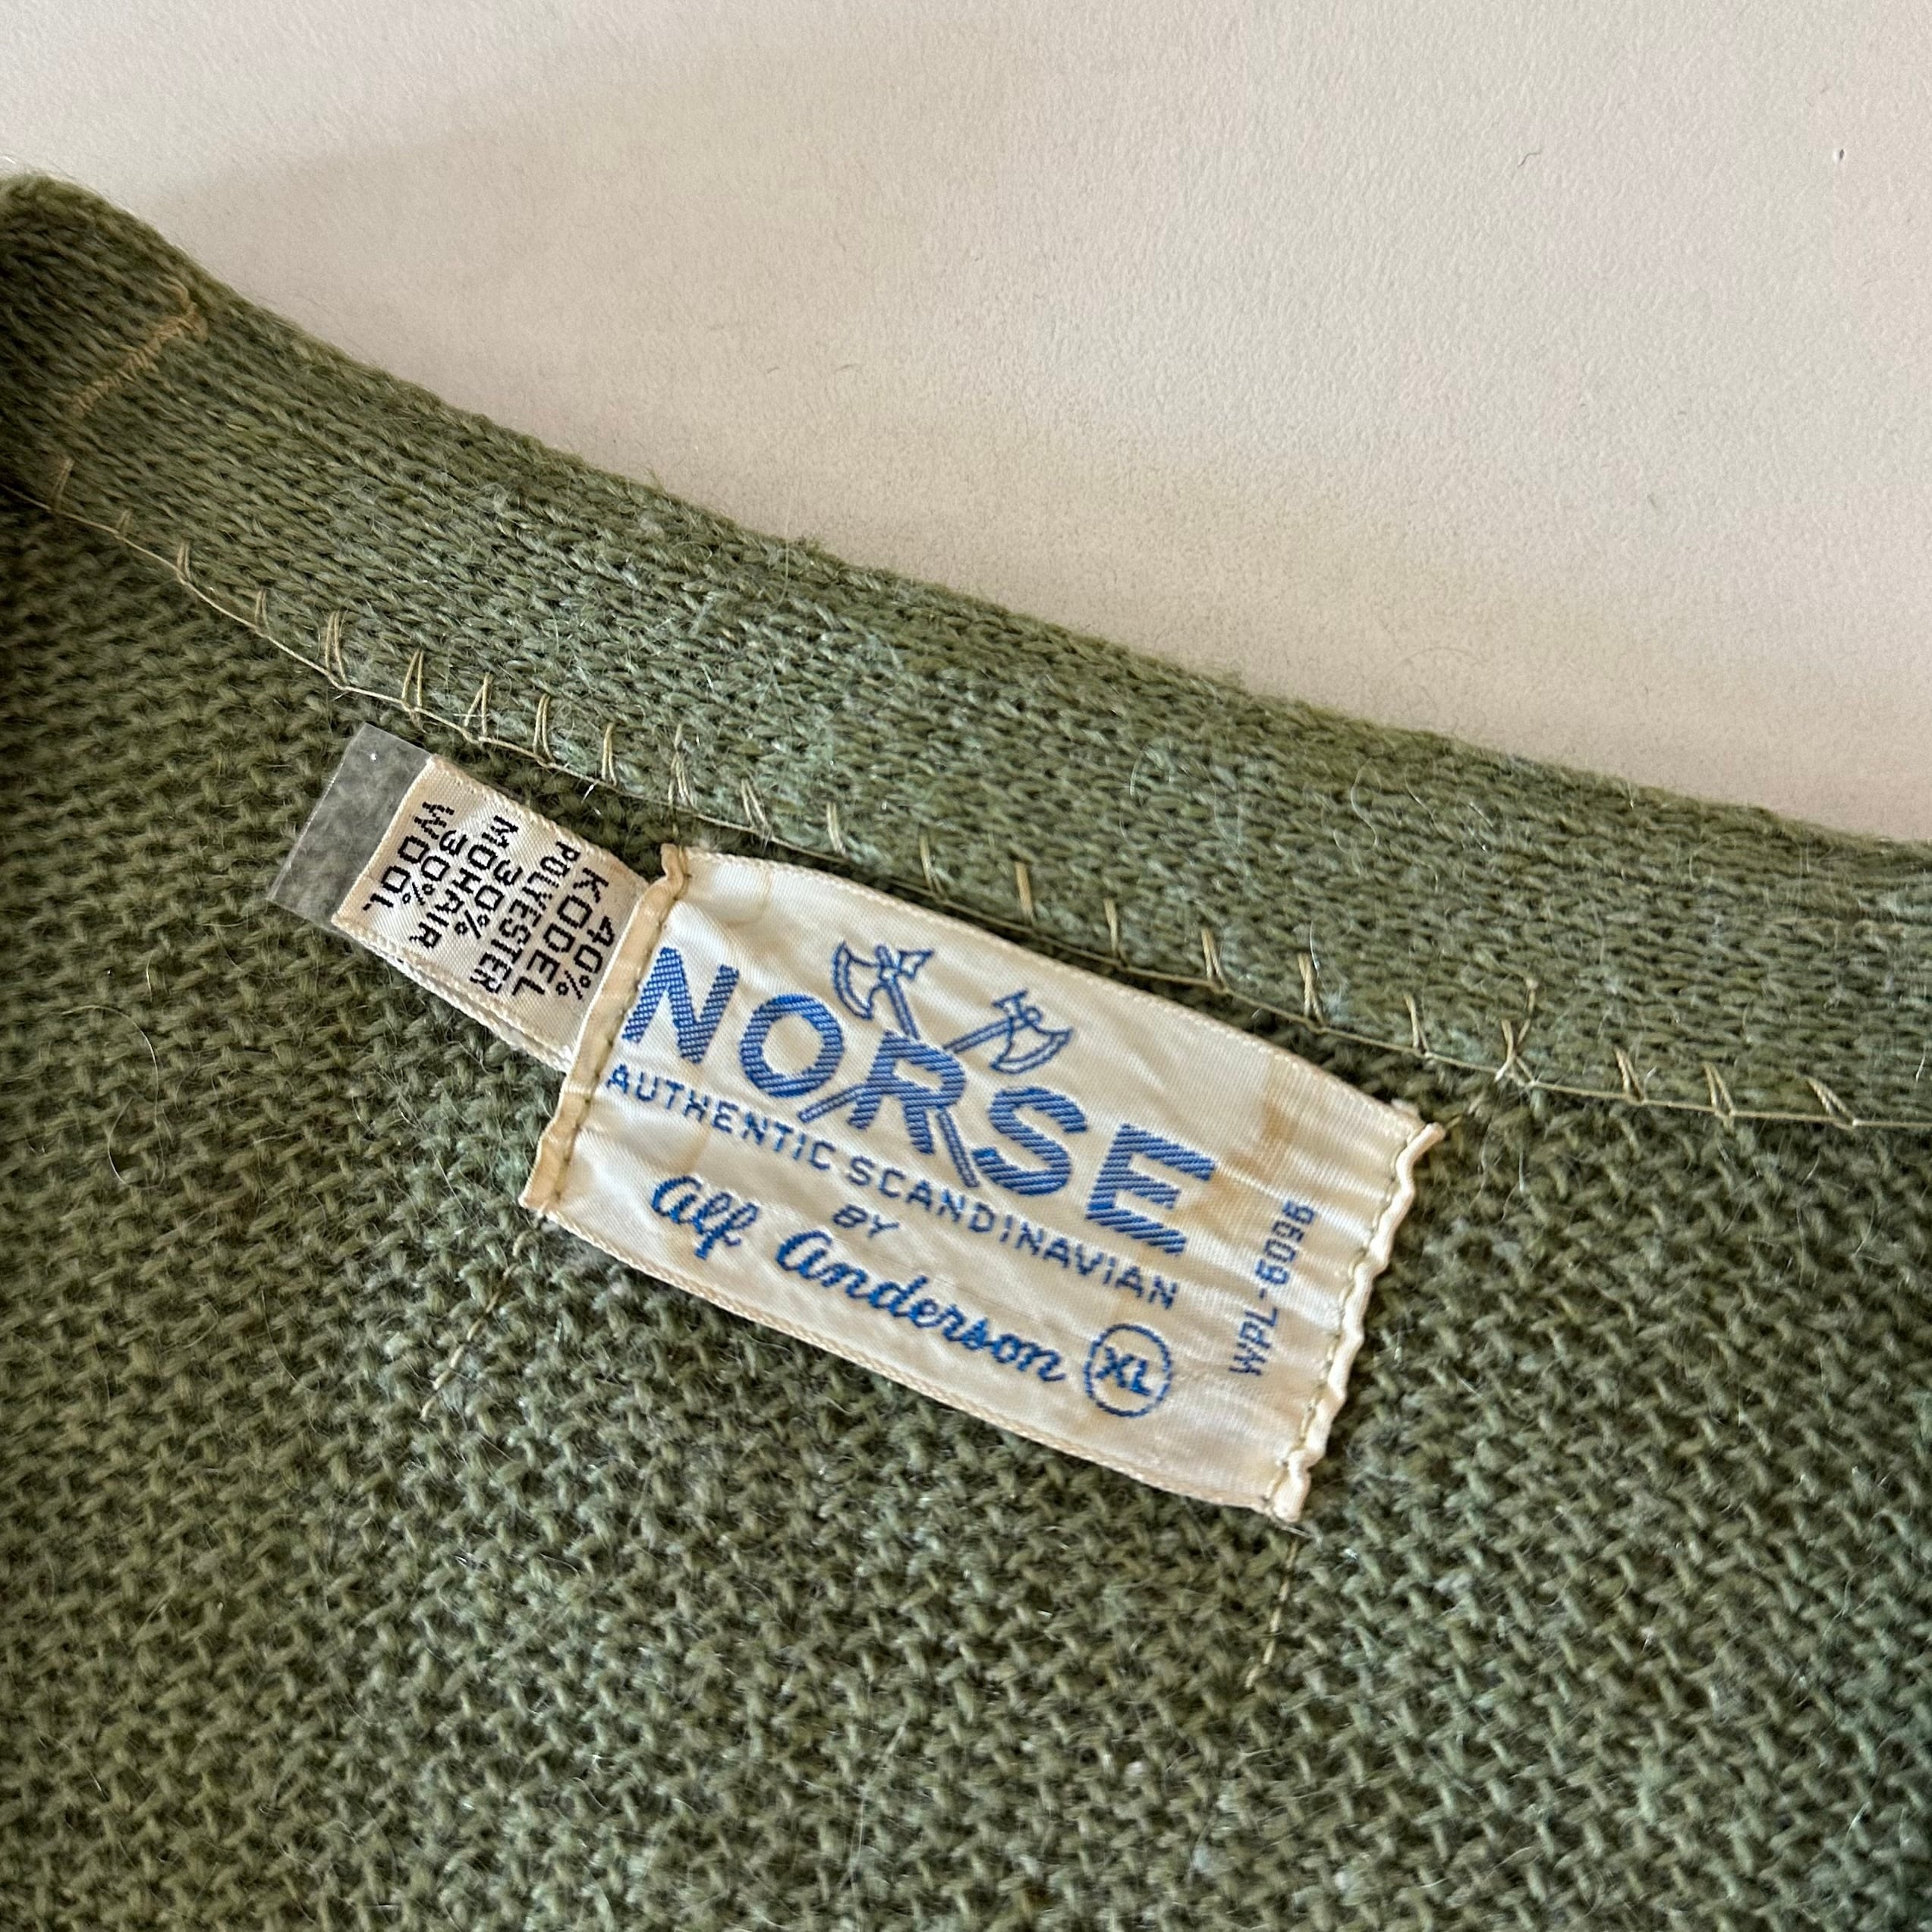 40%
KODEL
POLYESTER
30%
MOHAIR
30%
WOOL
NORSE
AUTHENTIC SCANDINAVIAN
BY
Alf Anderson
XL
WPL-6096